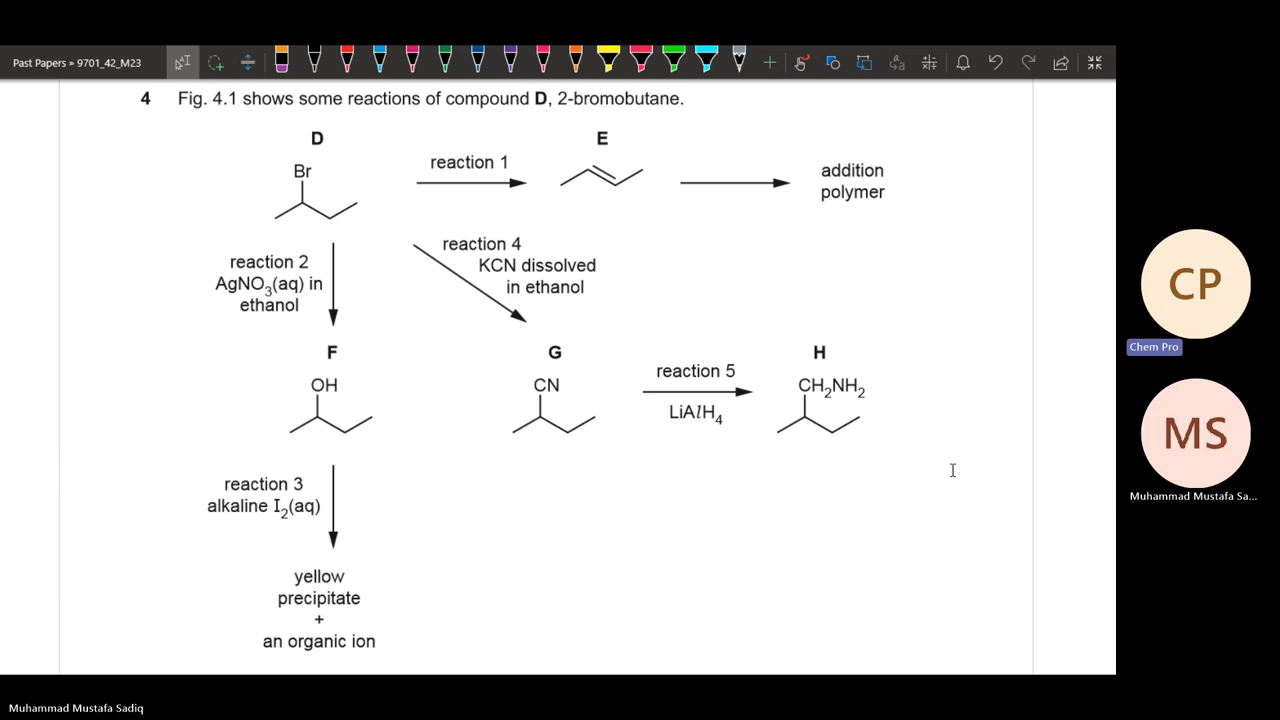 Past Papers » 9701_42_M23
4 Fig. 4.1 shows some reactions of compound D, 2-bromobutane.
D
E
Br
reaction 1
addition
polymer
reaction 2
AgNO3(aq) in
ethanol
reaction 4
KCN dissolved
in ethanol
F
G
H
OH
CN
reaction 5
LiAlH4
CH2NH2
reaction 3
alkaline I2(aq)
yellow
precipitate
+
an organic ion
CP
Chem Pro
MS
Muhammad Mustafa Sa...
Muhammad Mustafa Sadiq